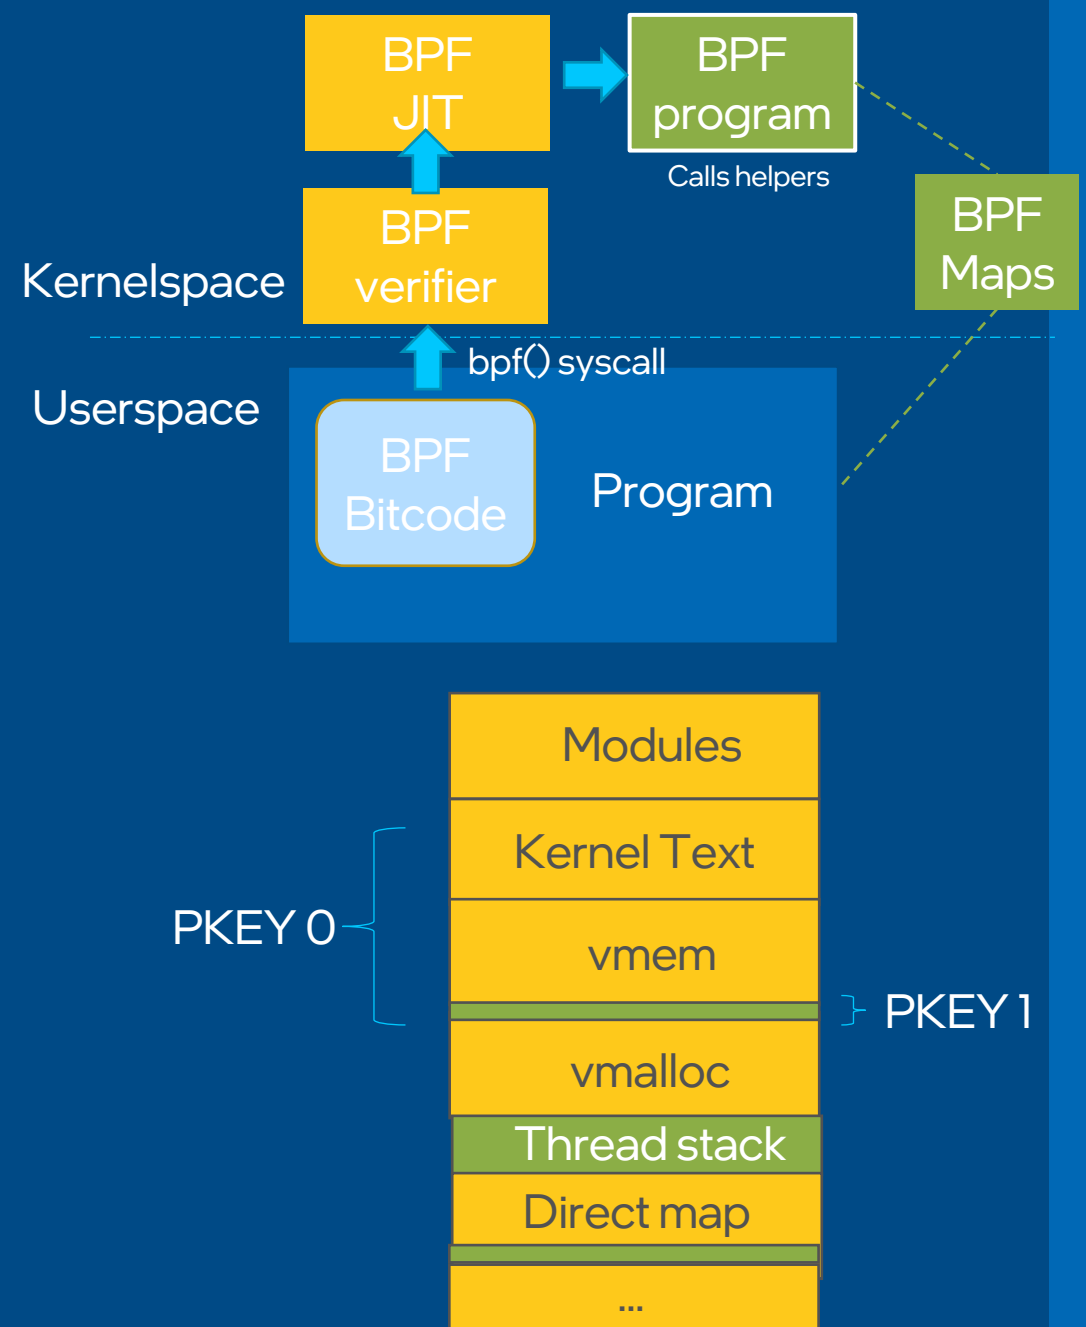 BPF
JIT
BPF
program
Calls helpers
BPF
Maps
BPF
verifier
Kernelspace
bpf() syscall
Userspace
BPF
Bitcode
Program
Modules
Kernel Text
PKEY 0
vmem
PKEY 1
vmalloc
Thread stack
Direct map
...